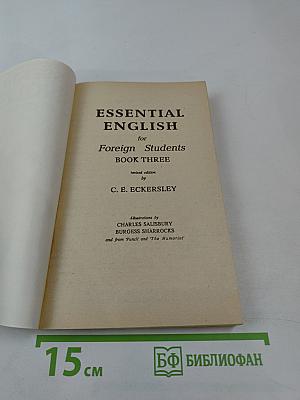 ESSENTIAL
ENGLISH
for
Foreign Students
BOOK THREE
revised edition
by
C. E. ECKERSLEY
Illustrations by
CHARLES SALISBURY
BURGESS SHARROCKS
and from 'Punch' and 'The Humorist'
15 см
БФ БИБЛИОФАН